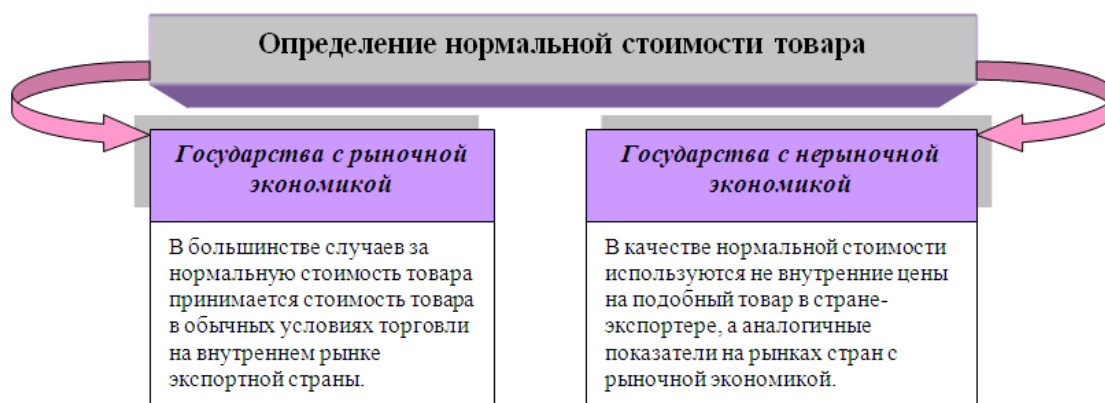 Определение нормальной стоимости товара
Государства с рыночной
экономикой
В большинстве случаев за
нормальную стоимость товара
принимается стоимость товара
в обычных условиях торговли
на внутреннем рынке
экспортной страны.
Государства с нерыночной
экономикой
В качестве нормальной стоимости
используются не внутренние цены
на подобный товар в стране-
экспортере, а аналогичные
показатели на рынках стран с
рыночной экономикой.